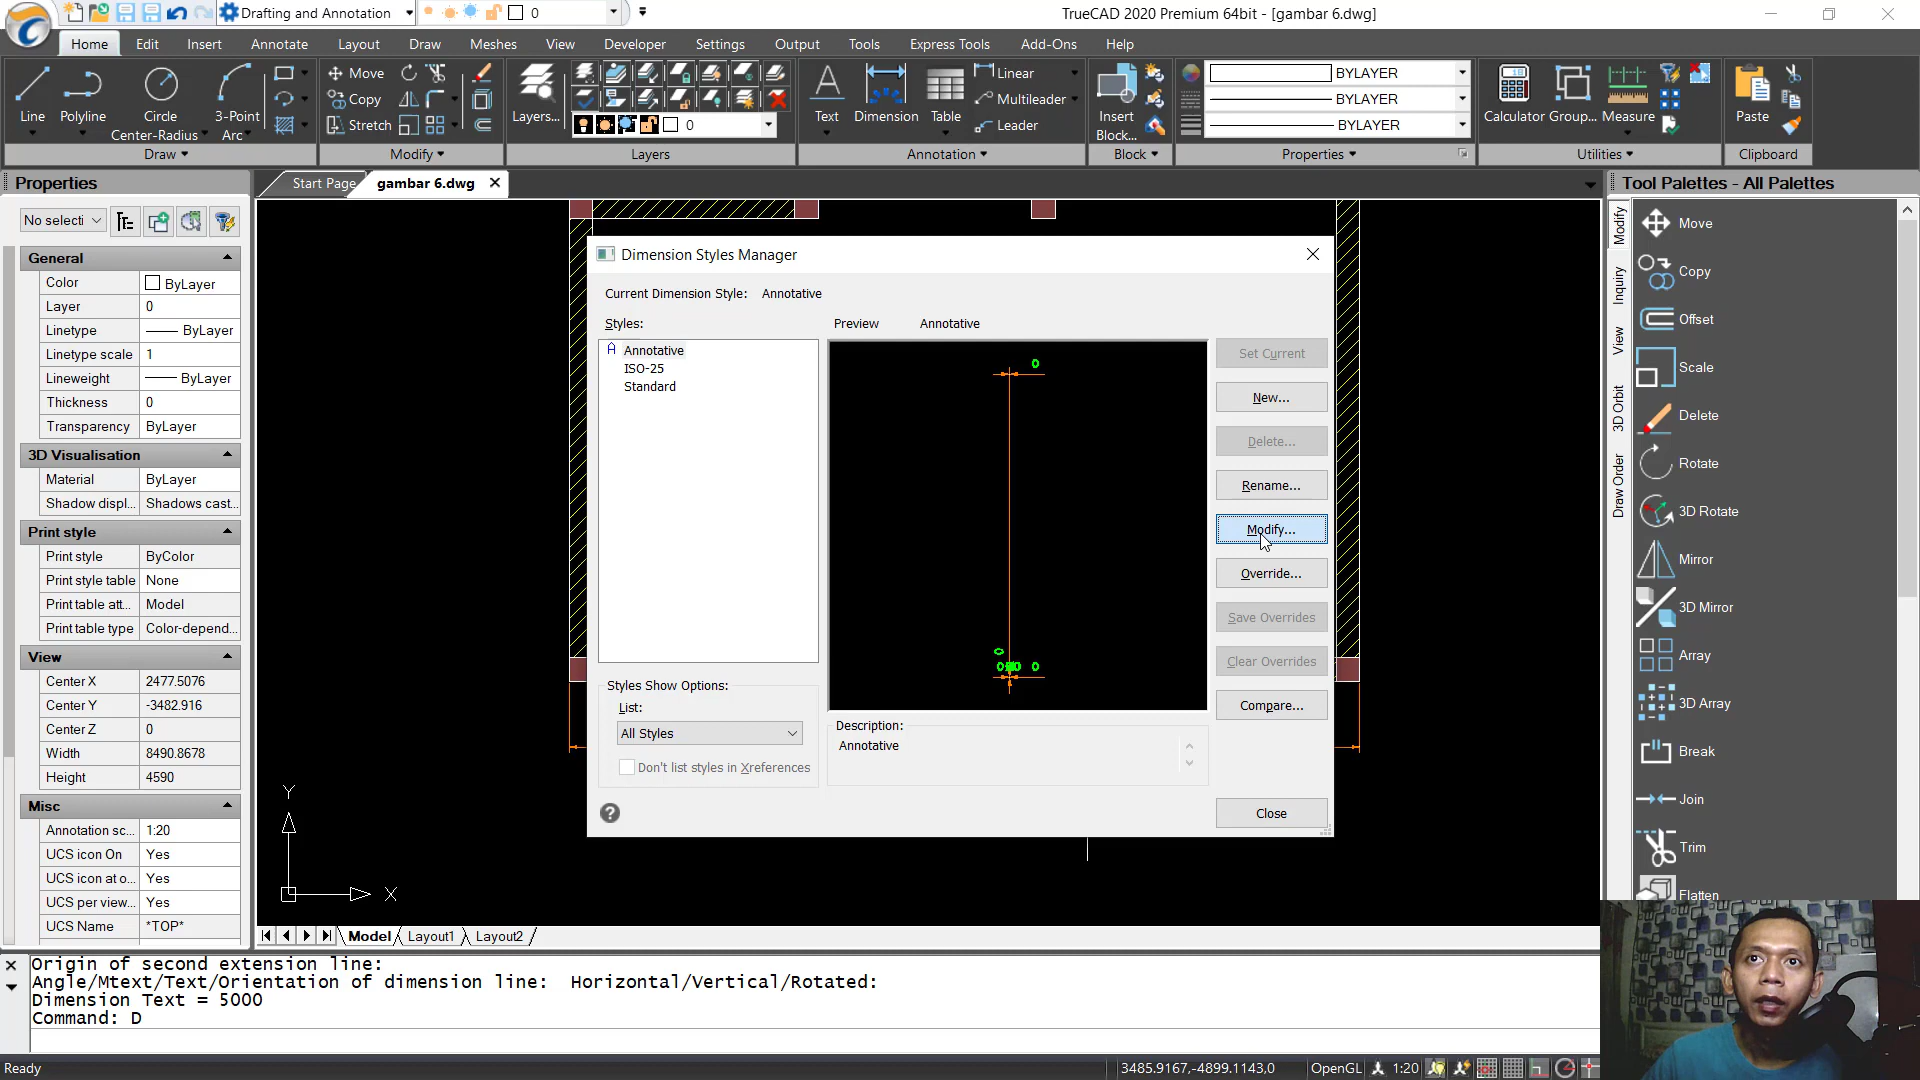 Drafting and Annotation
0
TrueCAD 2020 Premium 64bit - [gambar 6.dwg]
Home
Edit
Insert
Annotate
Layout
Draw
Meshes
View
Developer
Settings
Output
Tools
Express Tools
Add-Ons
Help
Line
Polyline
Circle
Center-Radius
3-Point
Arc
Draw
Move
Copy
Stretch
Modify
Layers...
0
Layers
Text
Dimension
Table
Linear
Multileader
Leader
Annotation
Insert
Block...
Block
BYLAYER
BYLAYER
BYLAYER
Properties
Calculator
Group...
Measure
Utilities
Paste
Clipboard
Properties
Start Page
gambar 6.dwg
Tool Palettes - All Palettes
No selecti
General
Color ByLayer
Layer 0
Linetype ByLayer
Linetype scale 1
Lineweight ByLayer
Thickness 0
Transparency ByLayer
3D Visualisation
Material ByLayer
Shadow displ... Shadows cast...
Print style
Print style ByColor
Print style table None
Print table att... Model
Print table type Color-depend...
View
Center X 2477.5076
Center Y -3482.916
Center Z 0
Width 8490.8678
Height 4590
Misc
Annotation sc... 1:20
UCS icon On Yes
UCS icon at o... Yes
UCS per view... Yes
UCS Name *TOP*
Dimension Styles Manager
Current Dimension Style: Annotative
Styles:
Preview Annotative
A Annotative
ISO-25
Standard
0
0
0
Set Current
New...
Delete...
Rename...
Modify...
Override...
Save Overrides
Clear Overrides
Compare...
Styles Show Options:
List:
All Styles
Don't list styles in Xreferences
Description:
Annotative
Close
?
Y
X
Modify
Inquiry
View
3D Orbit
Draw Order
Move
Copy
Offset
Scale
Delete
Rotate
3D Rotate
Mirror
3D Mirror
Array
3D Array
Break
Join
Trim
Flatten
Model
Layout1
Layout2
Origin of second extension line:
Angle/Mtext/Text/Orientation of dimension line: Horizontal/Vertical/Rotated:
Dimension Text = 5000
Command: D
Ready
3485.9167,-4899.1143,0
OpenGL
1:20